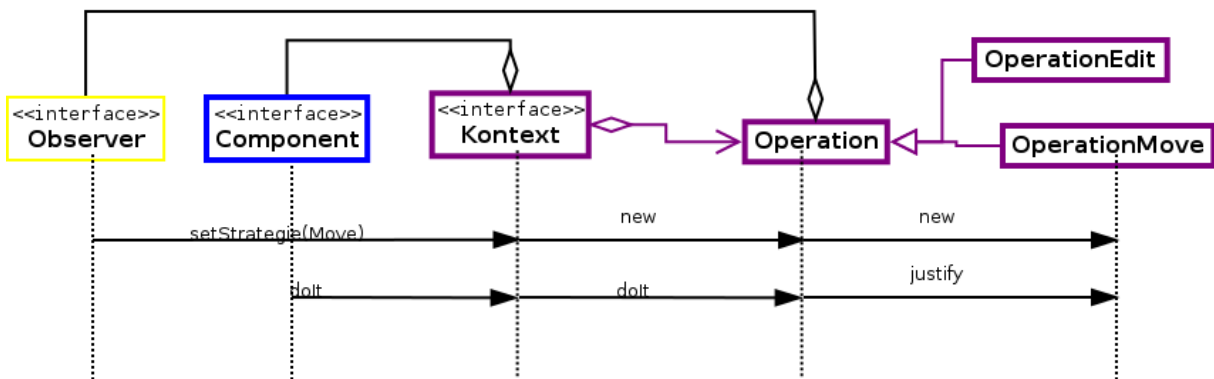 OperationEdit
<<interface>>
Observer
<<interface>>
Component
<<interface>>
Kontext
Operation
OperationMove
setStrategie(Move)
new
new
doIt
doIt
justify